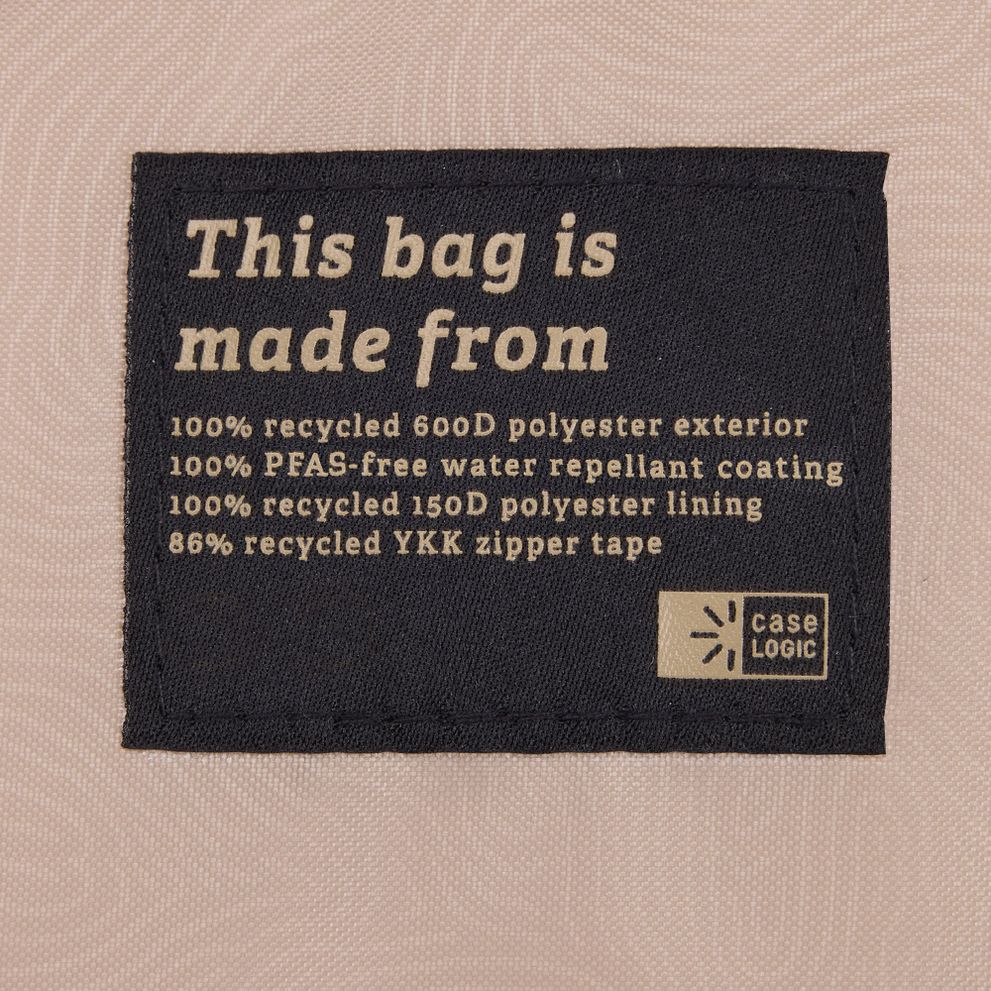 This bag is
made from
100% recycled 600D polyester exterior
100% PFAS-free water repellant coating
100% recycled 150D polyester lining
86% recycled YKK zipper tape
case
LOGIC